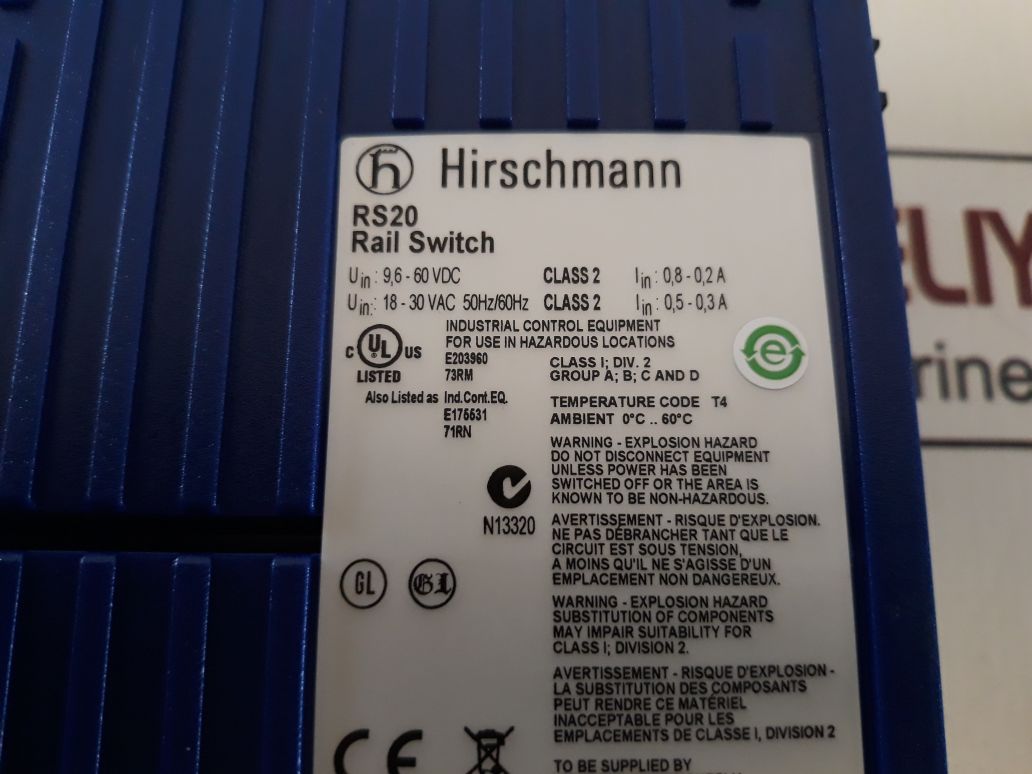 Hirschmann
RS20
Rail Switch
Uin : 9,6 - 60 VDC CLASS 2 Iin : 0,8 - 0,2 A
Uin : 18 - 30 VAC 50Hz/60Hz CLASS 2 Iin : 0,5 - 0,3 A
INDUSTRIAL CONTROL EQUIPMENT
FOR USE IN HAZARDOUS LOCATIONS
C UL US
LISTED
E203960
73RM
CLASS I; DIV. 2
GROUP A; B; C AND D
e
Also Listed as Ind.Cont.EQ.
E175531
71RN
TEMPERATURE CODE T4
AMBIENT 0°C .. 60°C
WARNING - EXPLOSION HAZARD
DO NOT DISCONNECT EQUIPMENT
UNLESS POWER HAS BEEN
SWITCHED OFF OR THE AREA IS
KNOWN TO BE NON-HAZARDOUS.
N13320
AVERTISSEMENT - RISQUE D'EXPLOSION.
NE PAS DÉBRANCHER TANT QUE LE
CIRCUIT EST SOUS TENSION,
A MOINS QU'IL NE S'AGISSE D'UN
EMPLACEMENT NON DANGEREUX.
GL GL
WARNING - EXPLOSION HAZARD
SUBSTITUTION OF COMPONENTS
MAY IMPAIR SUITABILITY FOR
CLASS I; DIVISION 2.
AVERTISSEMENT - RISQUE D'EXPLOSION -
LA SUBSTITUTION DES COMPOSANTS
PEUT RENDRE CE MATÉRIEL
INACCEPTABLE POUR LES
EMPLACEMENTS DE CLASSE I, DIVISION 2
CE
TO BE SUPPLIED BY